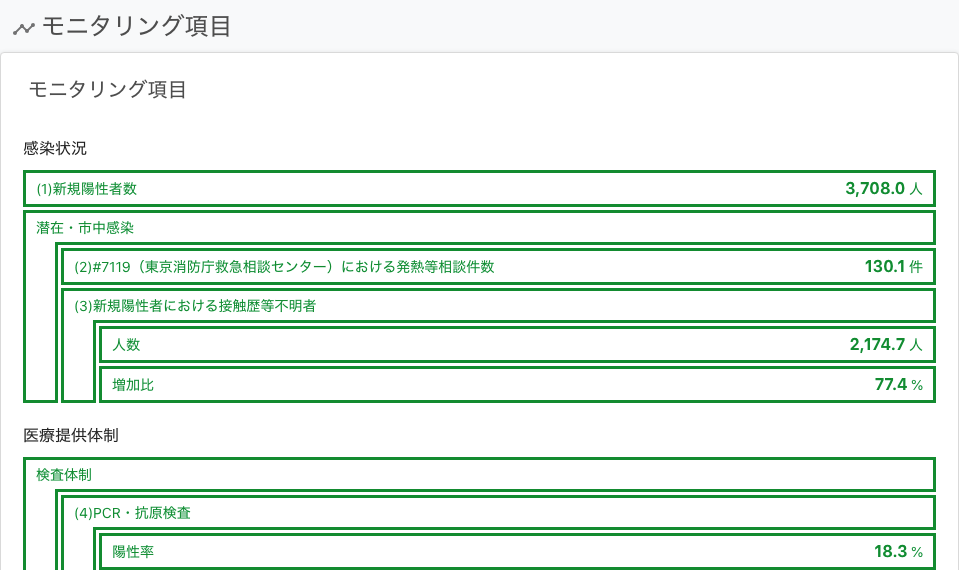 モニタリング項目
モニタリング項目
感染状況
(1)新規陽性者数 3,708.0 人
潜在・市中感染
(2)#7119（東京消防庁救急相談センター）における発熱等相談件数 130.1 件
(3)新規陽性者における接触歴等不明者
人数 2,174.7 人
増加比 77.4 %
医療提供体制
検査体制
(4)PCR・抗原検査
陽性率 18.3 %